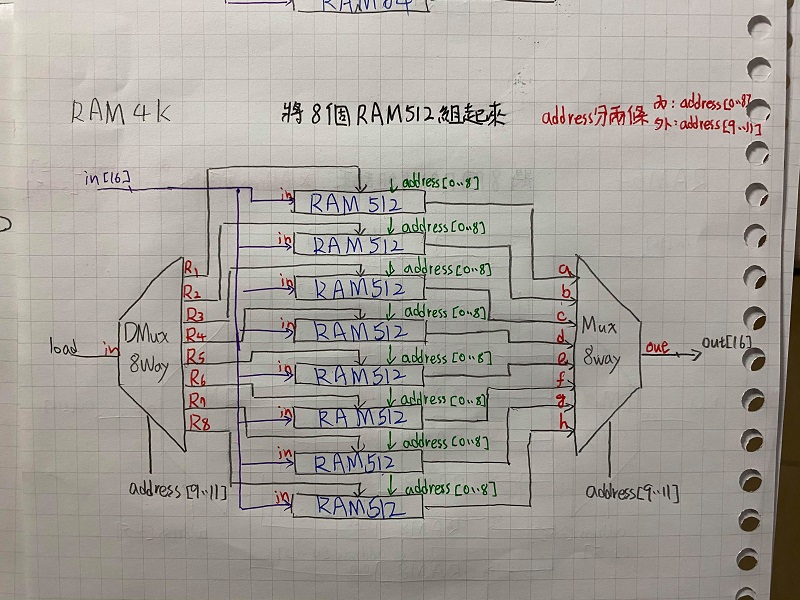 RAM64
RAM4K 將8個RAM512組起來 address分兩條 內:address[0..8]
外:address[9..11]
in[16]
in RAM512 address[0..8]
in RAM512 address[0..8]
in RAM512 address[0..8]
in RAM512 address[0..8]
in RAM512 address[0..8]
in RAM512 address[0..8]
in RAM512 address[0..8]
in RAM512 address[0..8]
load in DMux
8Way
R1
R2
R3
R4
R5
R6
R7
R8
address[9..11]
a
b
c
d
e
f
g
h
Mux
8way
out out[16]
address[9..11]